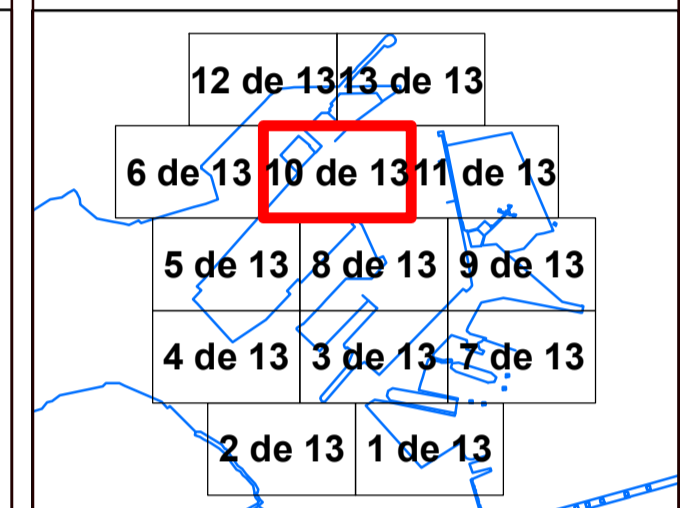 12 de 13 13 de 13
6 de 13 10 de 13 11 de 13
5 de 13 8 de 13 9 de 13
4 de 13 3 de 13 7 de 13
2 de 13 1 de 13